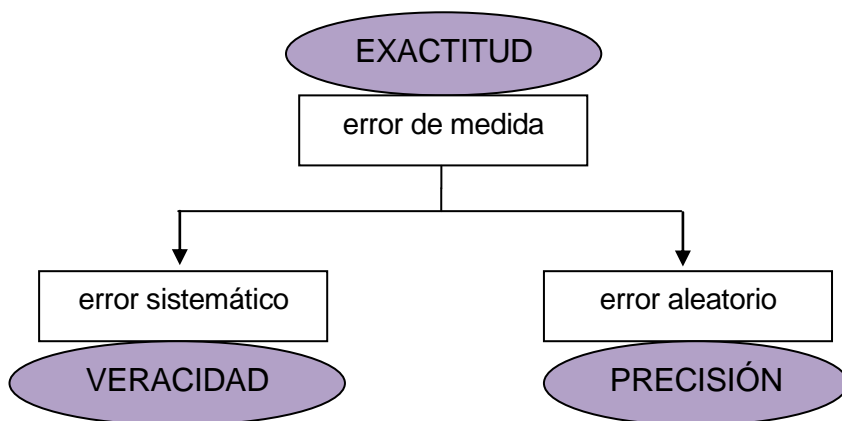 EXACTITUD
error de medida
error sistemático
error aleatorio
VERACIDAD
PRECISIÓN